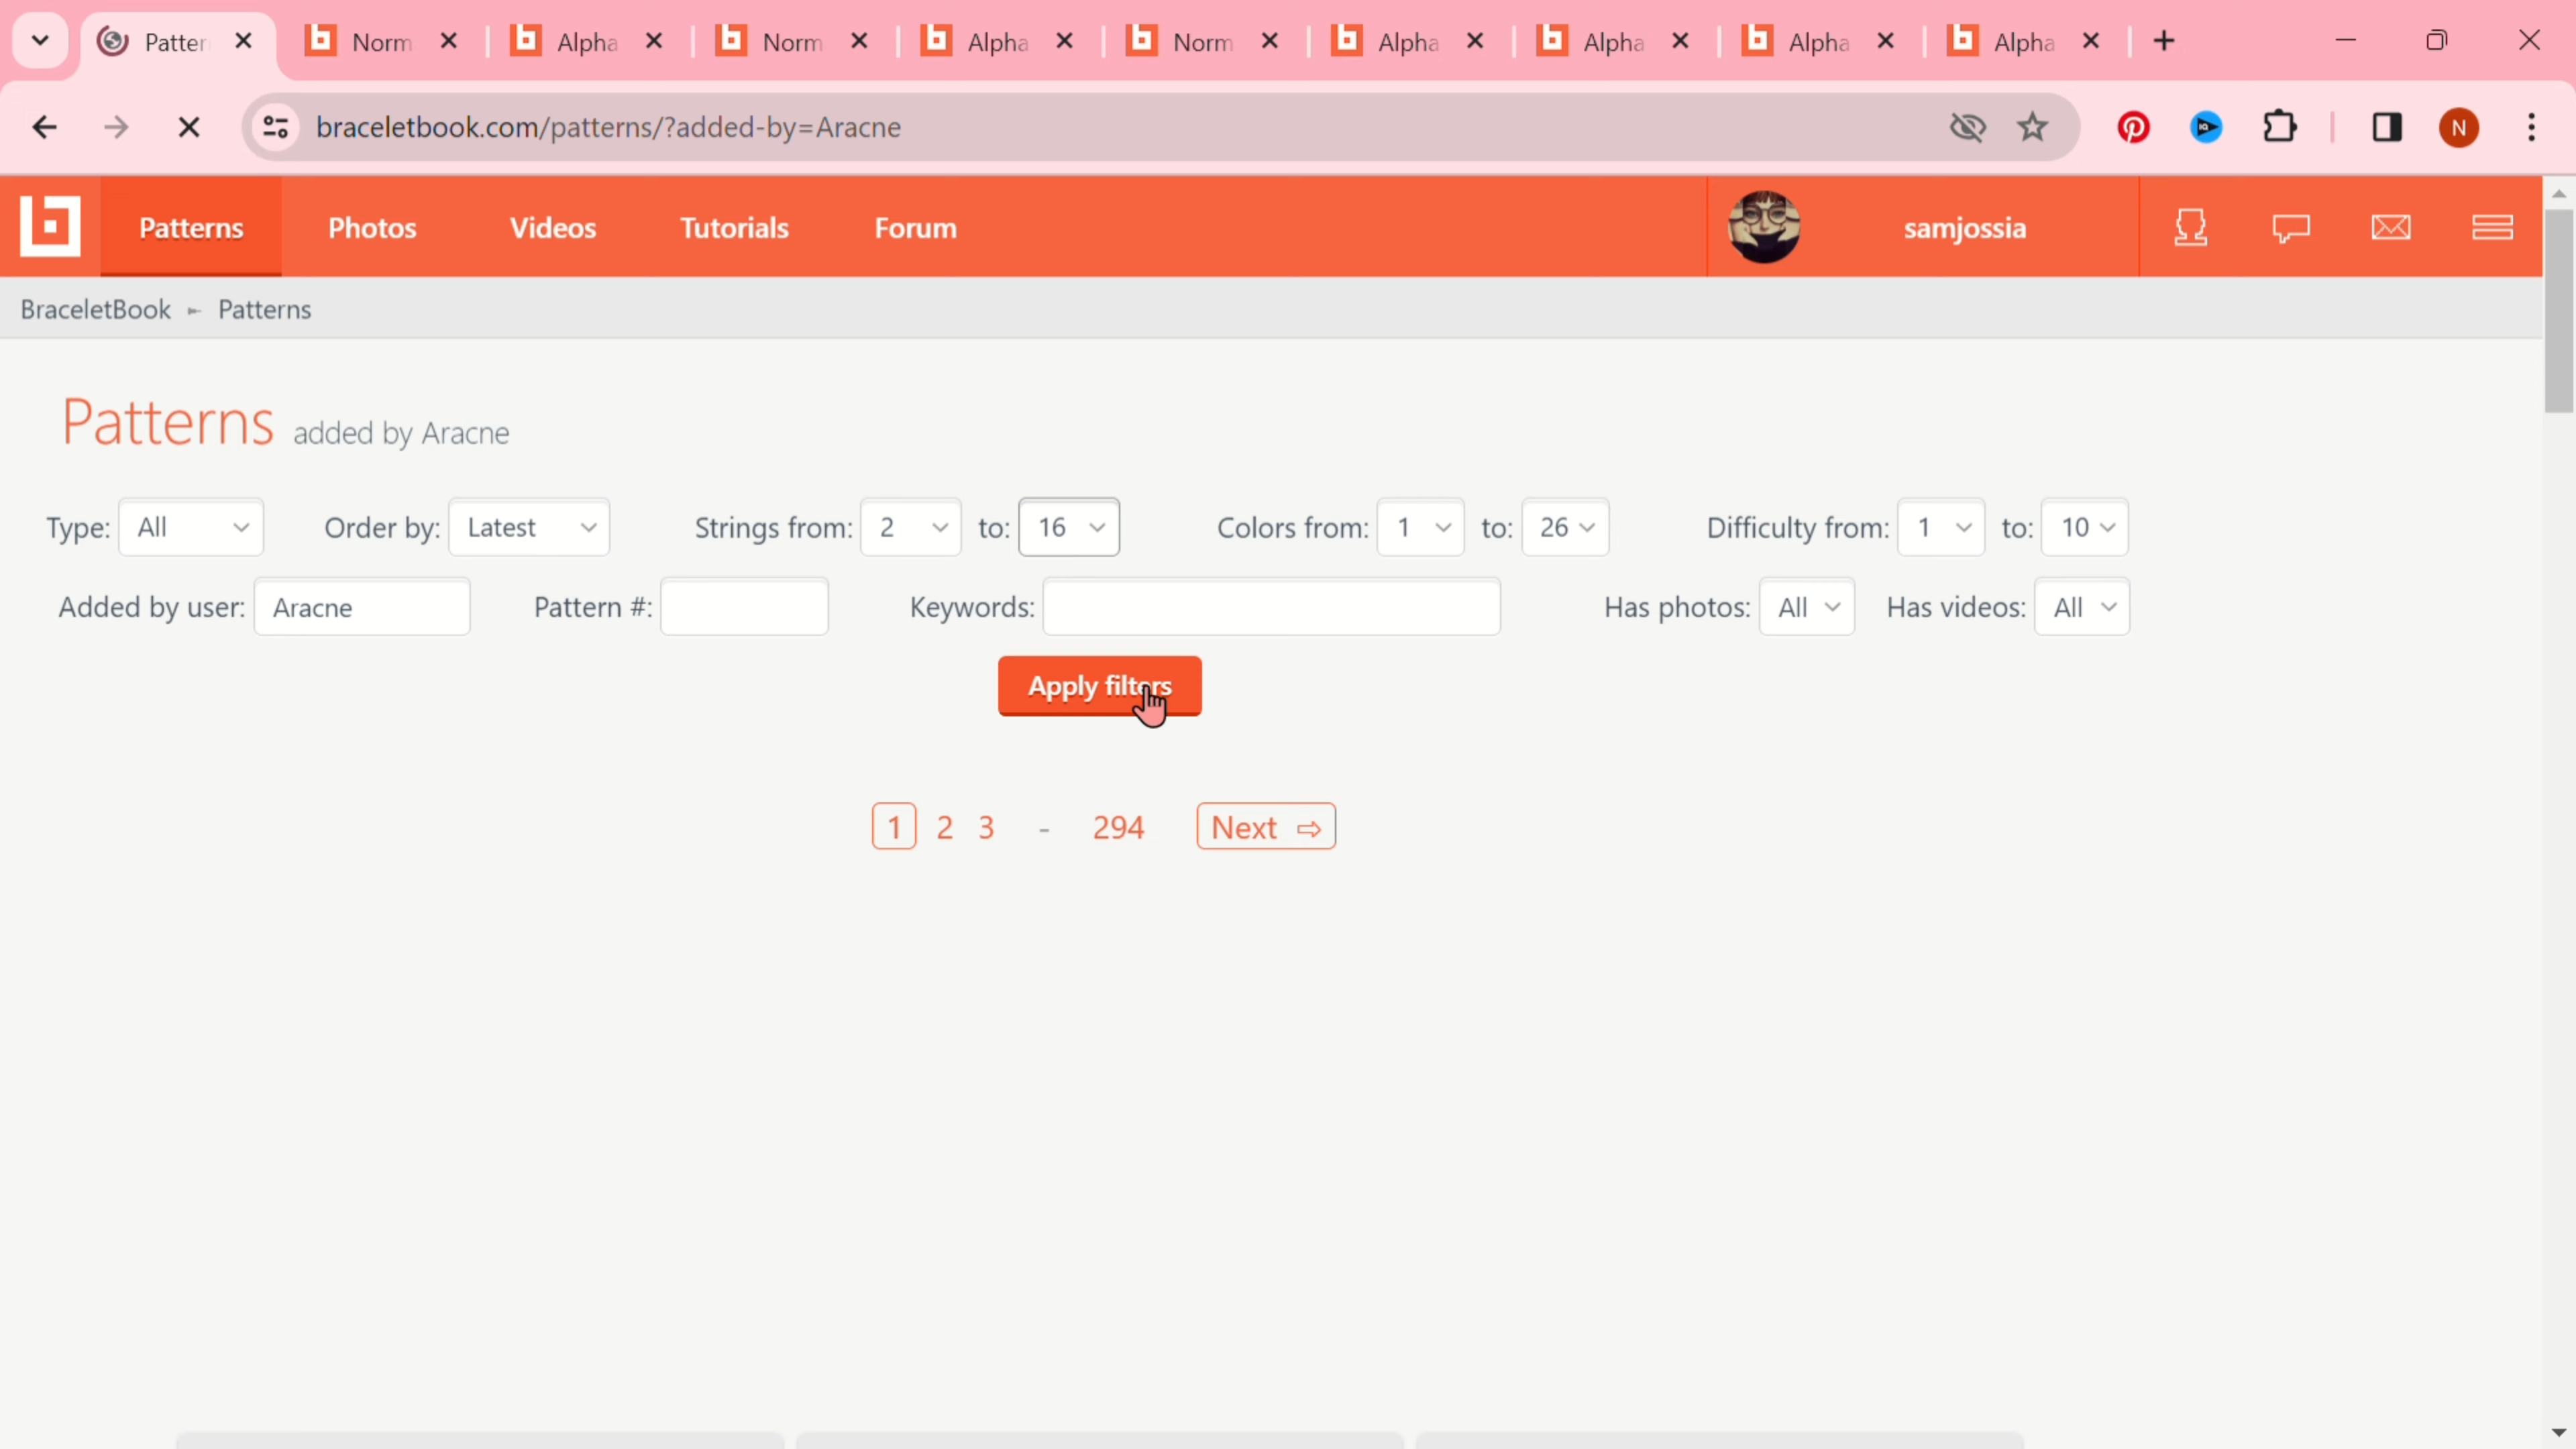 Patter Norm Alpha Norm Alpha Norm Alpha Alpha Alpha Alpha
braceletbook.com/patterns/?added-by=Aracne N
Patterns Photos Videos Tutorials Forum samjossia
BraceletBook Patterns
Patterns added by Aracne
Type: All Order by: Latest Strings from: 2 to: 16 Colors from: 1 to: 26 Difficulty from: 1 to: 10
Added by user: Aracne Pattern #: Keywords: Has photos: All Has videos: All
Apply filters
1 2 3 - 294 Next ⇨